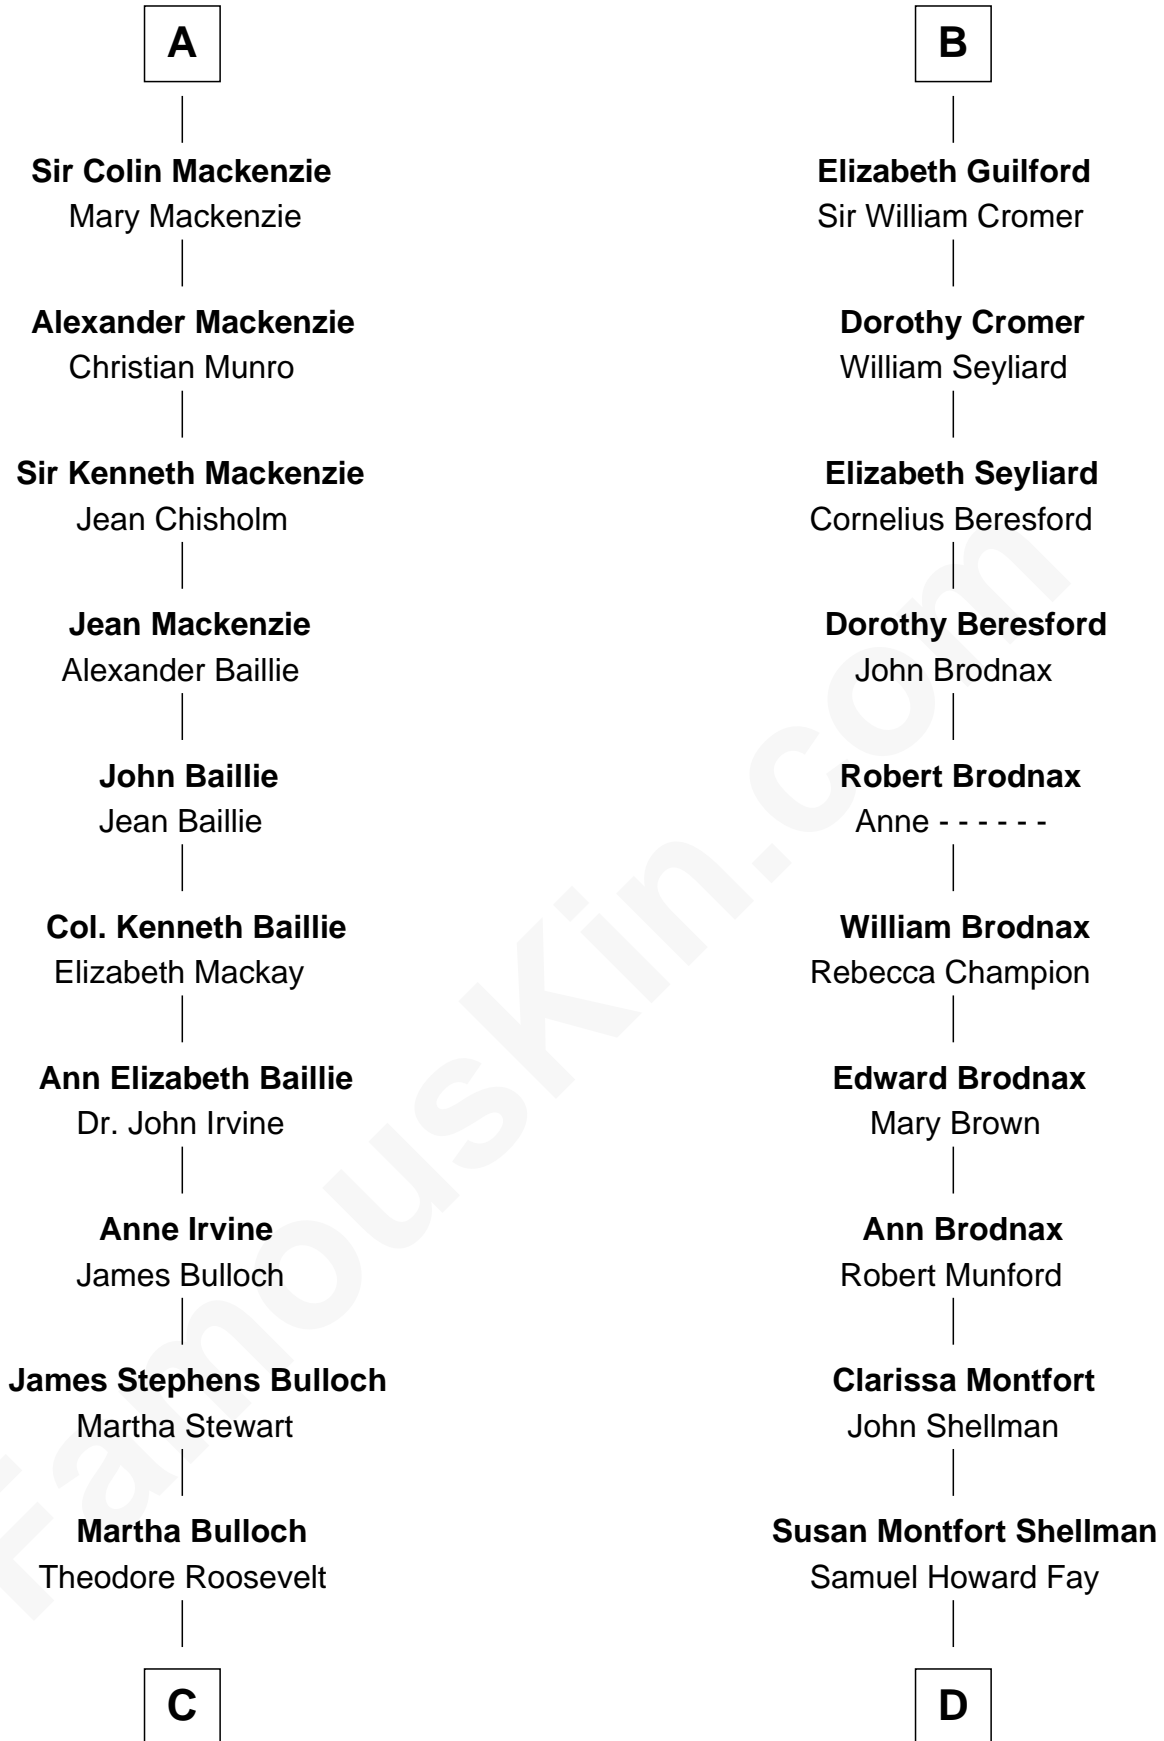 A
Sir Colin Mackenzie
Mary Mackenzie
Alexander Mackenzie
Christian Munro
Sir Kenneth Mackenzie
Jean Chisholm
Jean Mackenzie
Alexander Baillie
John Baillie
Jean Baillie
Col. Kenneth Baillie
Elizabeth Mackay
Ann Elizabeth Baillie
Dr. John Irvine
Anne Irvine
James Bulloch
James Stephens Bulloch
Martha Stewart
Martha Bulloch
Theodore Roosevelt
C
B
Elizabeth Guilford
Sir William Cromer
Dorothy Cromer
William Seyliard
Elizabeth Seyliard
Cornelius Beresford
Dorothy Beresford
John Brodnax
Robert Brodnax
Anne - - - - - -
William Brodnax
Rebecca Champion
Edward Brodnax
Mary Brown
Ann Brodnax
Robert Munford
Clarissa Montfort
John Shellman
Susan Montfort Shellman
Samuel Howard Fay
D
FamousKin.com